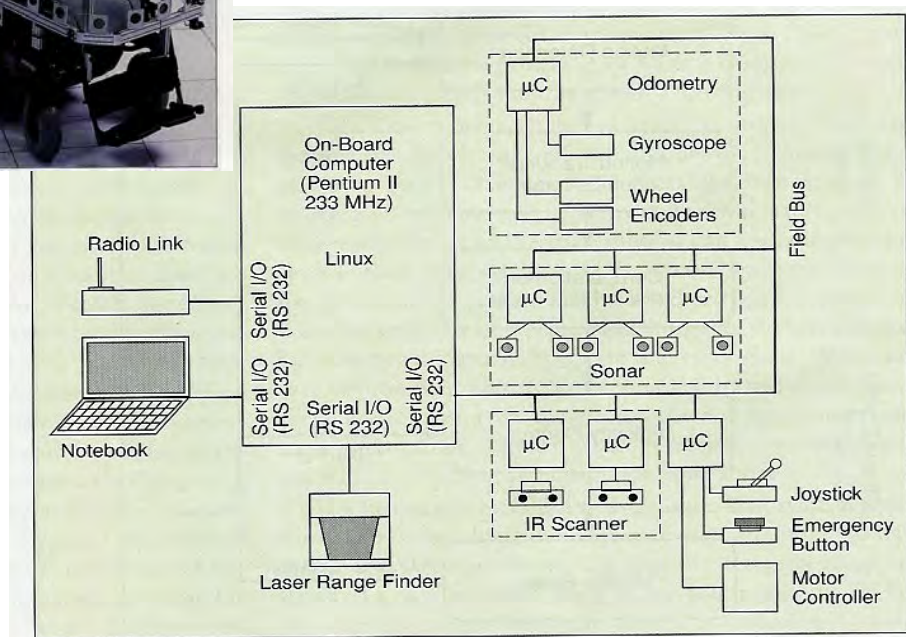 μC
Odometry
Gyroscope
Wheel
Encoders
Field Bus
On-Board
Computer
(Pentium II
233 MHz)
Linux
Radio Link
Serial I/O
(RS 232)
Notebook
Serial I/O
(RS 232)
Serial I/O
(RS 232)
Serial I/O
(RS 232)
Laser Range Finder
μC
μC
μC
Sonar
μC
μC
μC
IR Scanner
Joystick
Emergency
Button
Motor
Controller